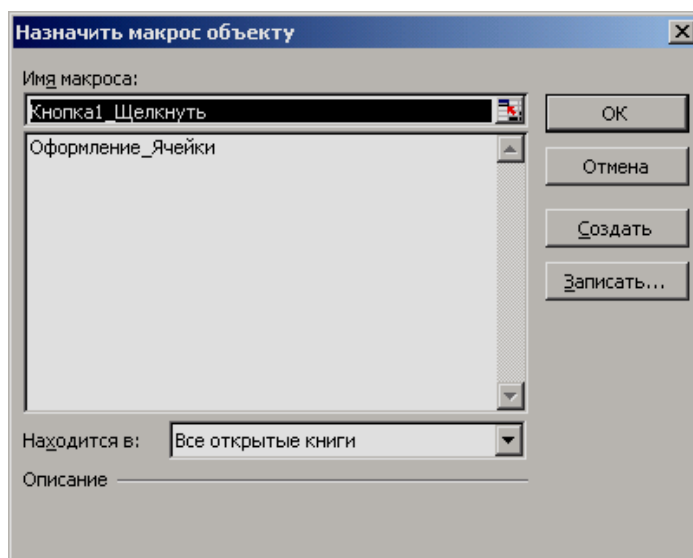 Назначить макрос объекту
Имя макроса:
Кнопка1_Щелкнуть
ОК
Оформление_Ячейки
Отмена
Создать
Записать...
Находится в:
Все открытые книги
Описание